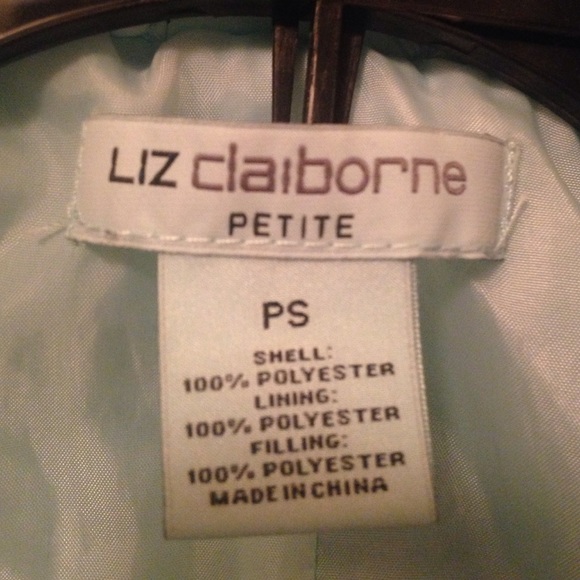 LIZ claiborne
PETITE
PS
SHELL:
100% POLYESTER
LINING:
100% POLYESTER
FILLING:
100% POLYESTER
MADE IN CHINA